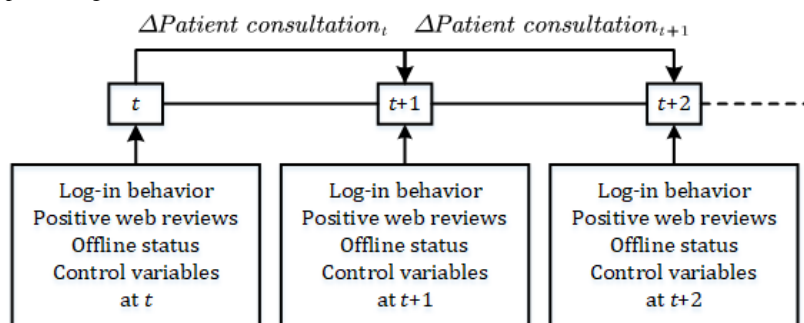 ΔPatient consultationₜ ΔPatient consultationₜ₊₁
t
t+1
t+2
Log-in behavior
Positive web reviews
Offline status
Control variables
at t
Log-in behavior
Positive web reviews
Offline status
Control variables
at t+1
Log-in behavior
Positive web reviews
Offline status
Control variables
at t+2